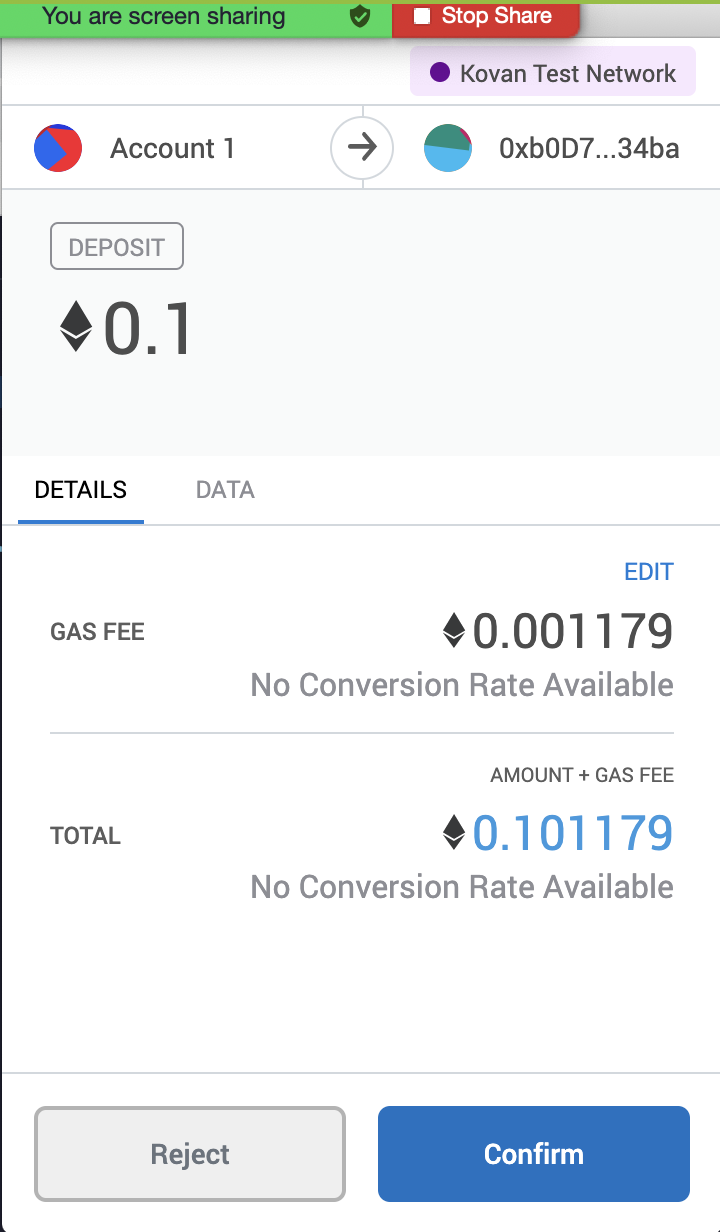 You are screen sharing Stop Share
Kovan Test Network
Account 1 0xb0D7...34ba
DEPOSIT
0.1
DETAILS DATA
EDIT
GAS FEE 0.001179
No Conversion Rate Available
AMOUNT + GAS FEE
TOTAL 0.101179
No Conversion Rate Available
Reject Confirm